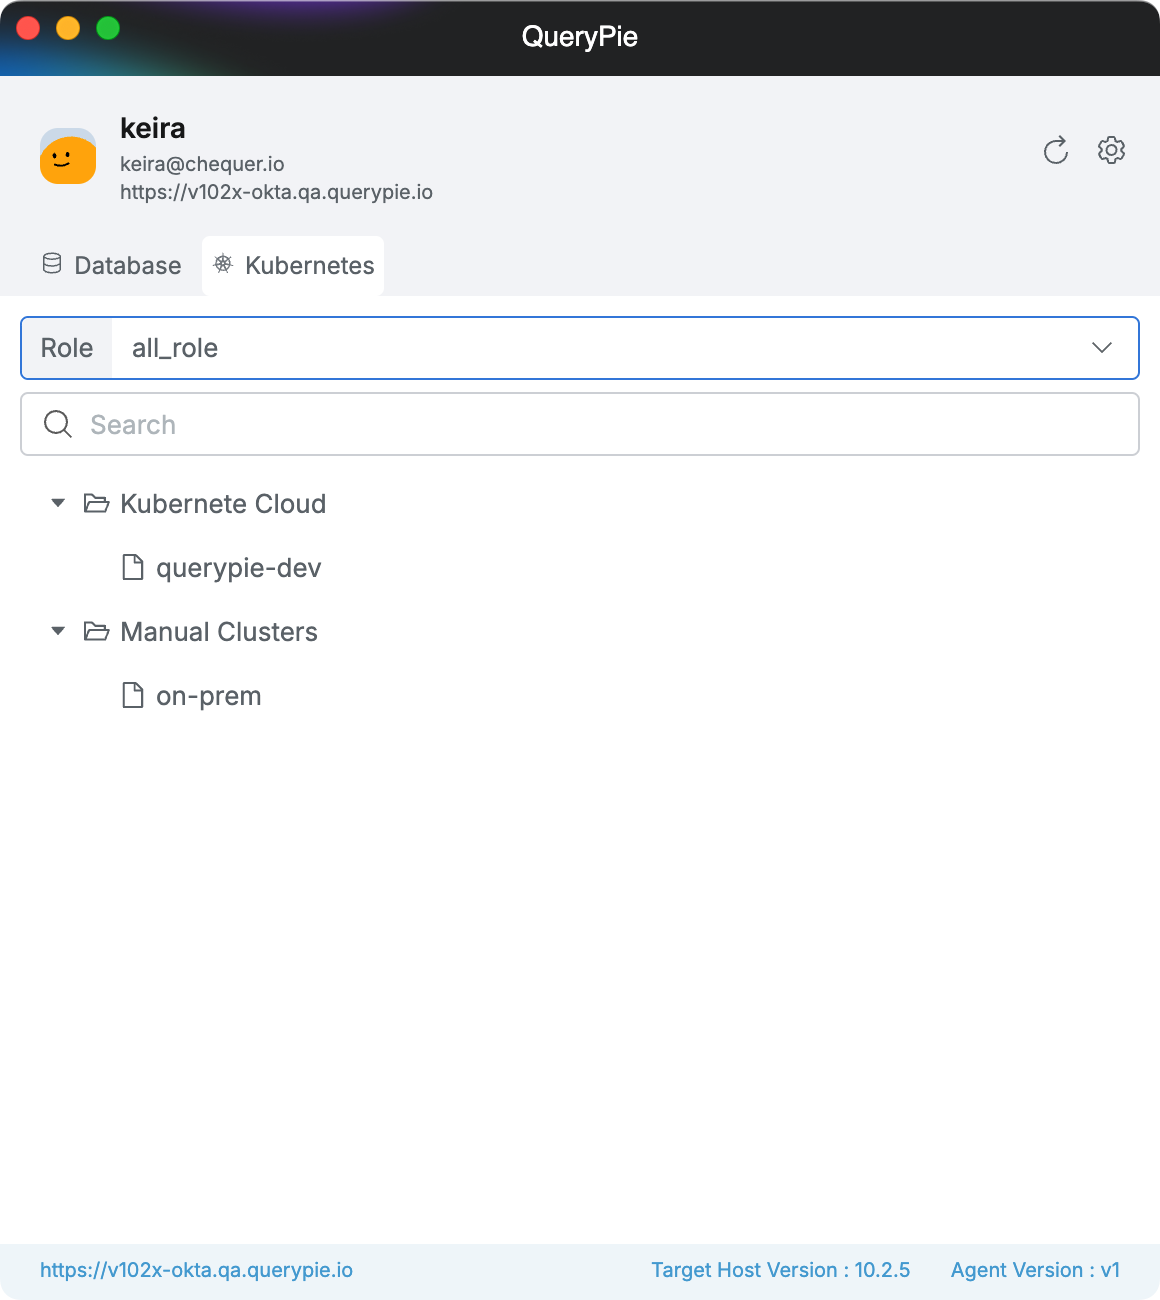 QueryPie
keira
keira@chequer.io
https://v102x-okta.qa.querypie.io
Database Kubernetes
Role all_role
Search
Kubernete Cloud
querypie-dev
Manual Clusters
on-prem
https://v102x-okta.qa.querypie.io Target Host Version : 10.2.5 Agent Version : v1